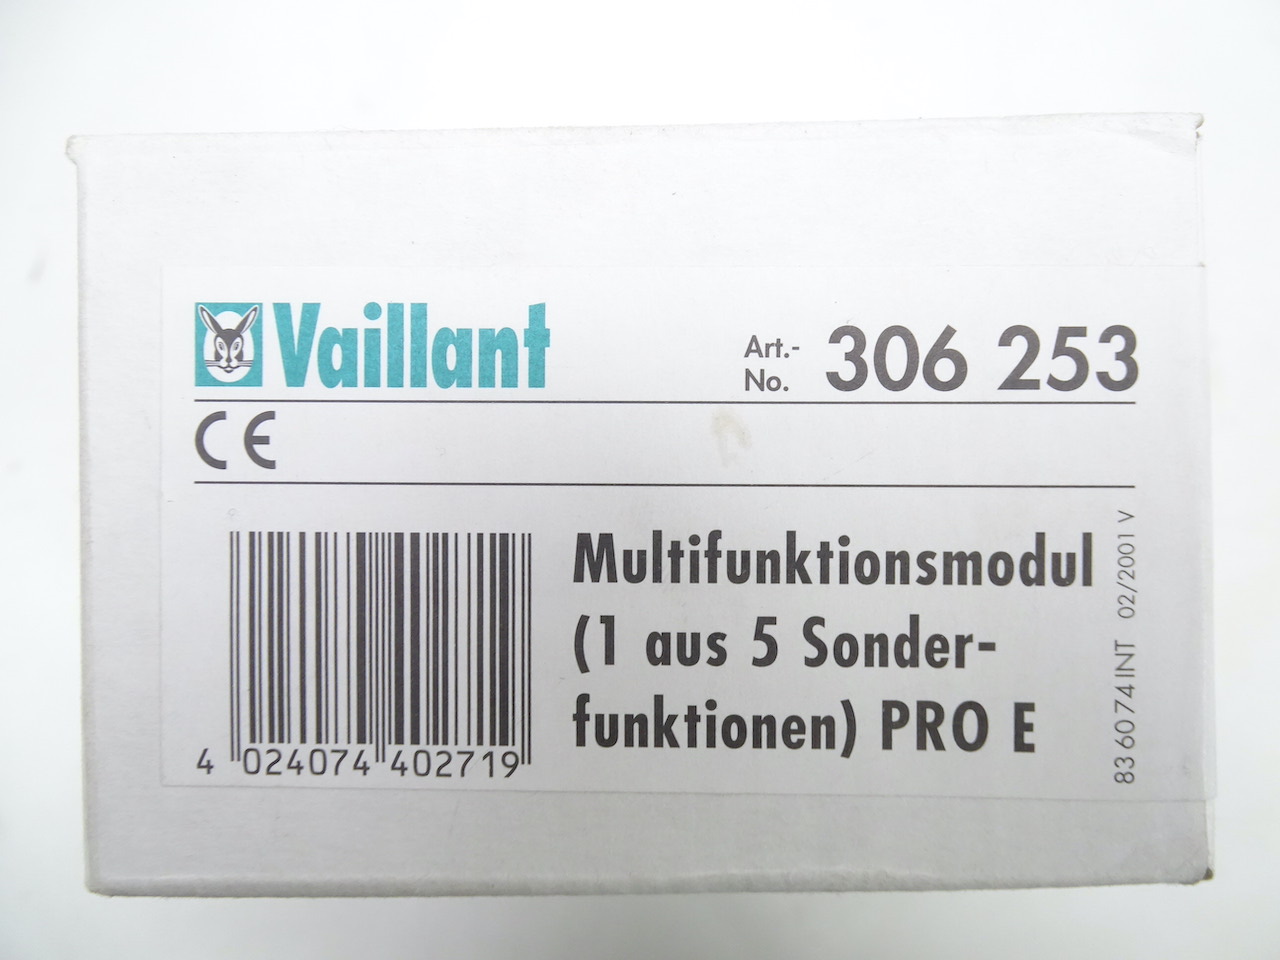 Vaillant
Art.-
No. 306 253
CE
Multifunktionsmodul
(1 aus 5 Sonder-
funktionen) PRO E
4 024074 402719
83 60 74 INT 02/2001 V